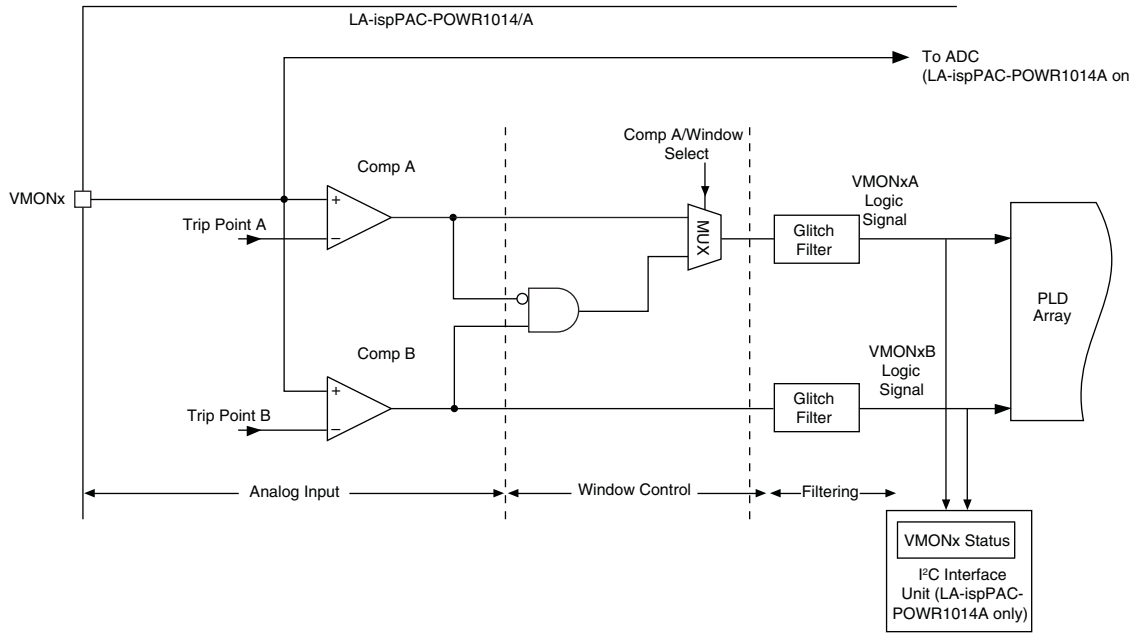 LA-ispPAC-POWR1014/A
To ADC
(LA-ispPAC-POWR1014A on
Comp A/Window
Select
Comp A
VMONx
+
−
Trip Point A
MUX
VMONxA
Logic
Signal
Glitch
Filter
PLD
Array
Comp B
+
−
Trip Point B
VMONxB
Logic
Signal
Glitch
Filter
Analog Input
Window Control
Filtering
VMONx Status
I²C Interface
Unit (LA-ispPAC-
POWR1014A only)